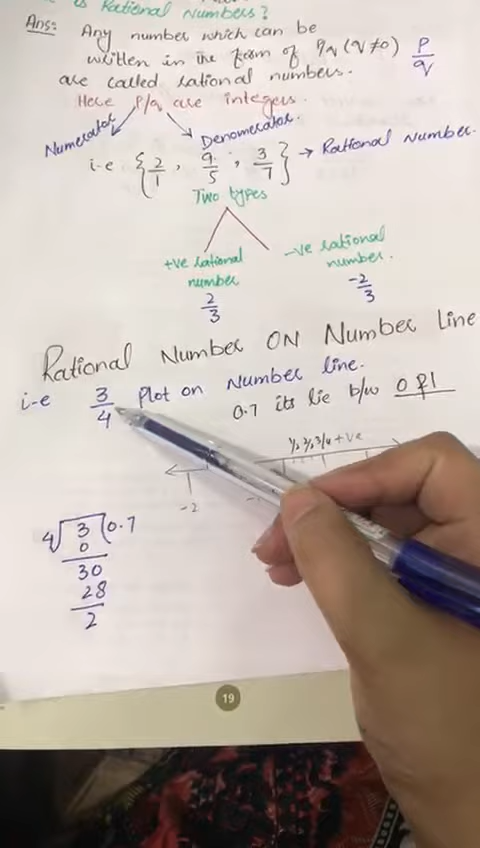 is Rational Numbers?
Ans: Any number which can be
written in the form of P/q (q≠0) P/q
are called rational numbers.
Here P/q are integers.
Numerator Denomerator.
i-e {2/1, 9/5, 3/7} → Rational Number.
Two types
+ve rational number 2/3
-ve rational number. -2/3
Rational Number ON Number Line
i-e 3/4 Plot on Number line.
0.7 its lie b/w 0 & 1
+ve
-2
4 3 0.7
0
30
28
2
19